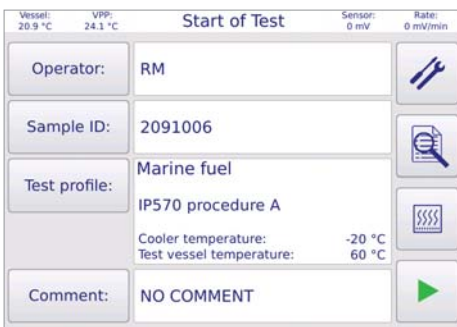 Vessel: VPP: Start of Test Sensor: Rate:
20.9 °C 24.1 °C 0 mV 0 mV/min
Operator: RM
Sample ID: 2091006
Test profile: Marine fuel
IP570 procedure A
Cooler temperature: -20 °C
Test vessel temperature: 60 °C
Comment: NO COMMENT